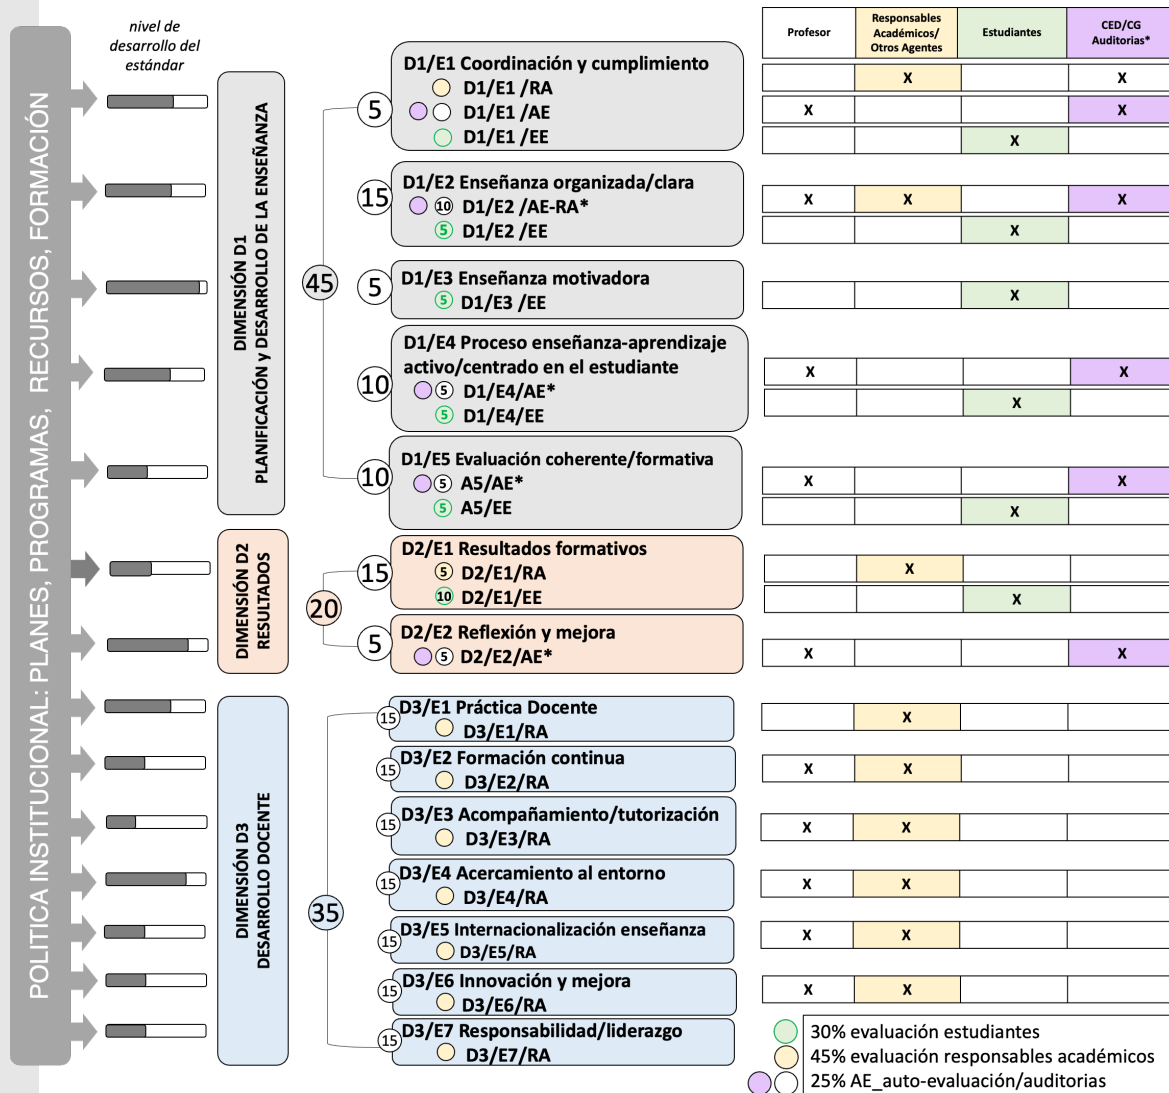 POLITICA INSTITUCIONAL: PLANES, PROGRAMAS, RECURSOS, FORMACIÓN
nivel de
desarrollo del
estándar
DIMENSIÓN D1
PLANIFICACIÓN y DESARROLLO DE LA ENSEÑANZA
45
5
D1/E1 Coordinación y cumplimiento
D1/E1 /RA
D1/E1 /AE
D1/E1 /EE
15
D1/E2 Enseñanza organizada/clara
10 D1/E2 /AE-RA*
5 D1/E2 /EE
5
D1/E3 Enseñanza motivadora
5 D1/E3 /EE
10
D1/E4 Proceso enseñanza-aprendizaje
activo/centrado en el estudiante
5 D1/E4/AE*
5 D1/E4/EE
10
D1/E5 Evaluación coherente/formativa
5 A5/AE*
5 A5/EE
DIMENSIÓN D2
RESULTADOS
20
15
D2/E1 Resultados formativos
5 D2/E1/RA
10 D2/E1/EE
5
D2/E2 Reflexión y mejora
5 D2/E2/AE*
DIMENSIÓN D3
DESARROLLO DOCENTE
35
15
D3/E1 Práctica Docente
D3/E1/RA
15
D3/E2 Formación continua
D3/E2/RA
15
D3/E3 Acompañamiento/tutorización
D3/E3/RA
15
D3/E4 Acercamiento al entorno
D3/E4/RA
15
D3/E5 Internacionalización enseñanza
D3/E5/RA
15
D3/E6 Innovación y mejora
D3/E6/RA
15
D3/E7 Responsabilidad/liderazgo
D3/E7/RA
Profesor
Responsables
Académicos/
Otros Agentes
Estudiantes
CED/CG
Auditorias*
X X
X X
X
X X X
X
X
X X
X
X X
X
X
X
X X
X
X X
X X
X X
X X
X X
30% evaluación estudiantes
45% evaluación responsables académicos
25% AE_auto-evaluación/auditorias